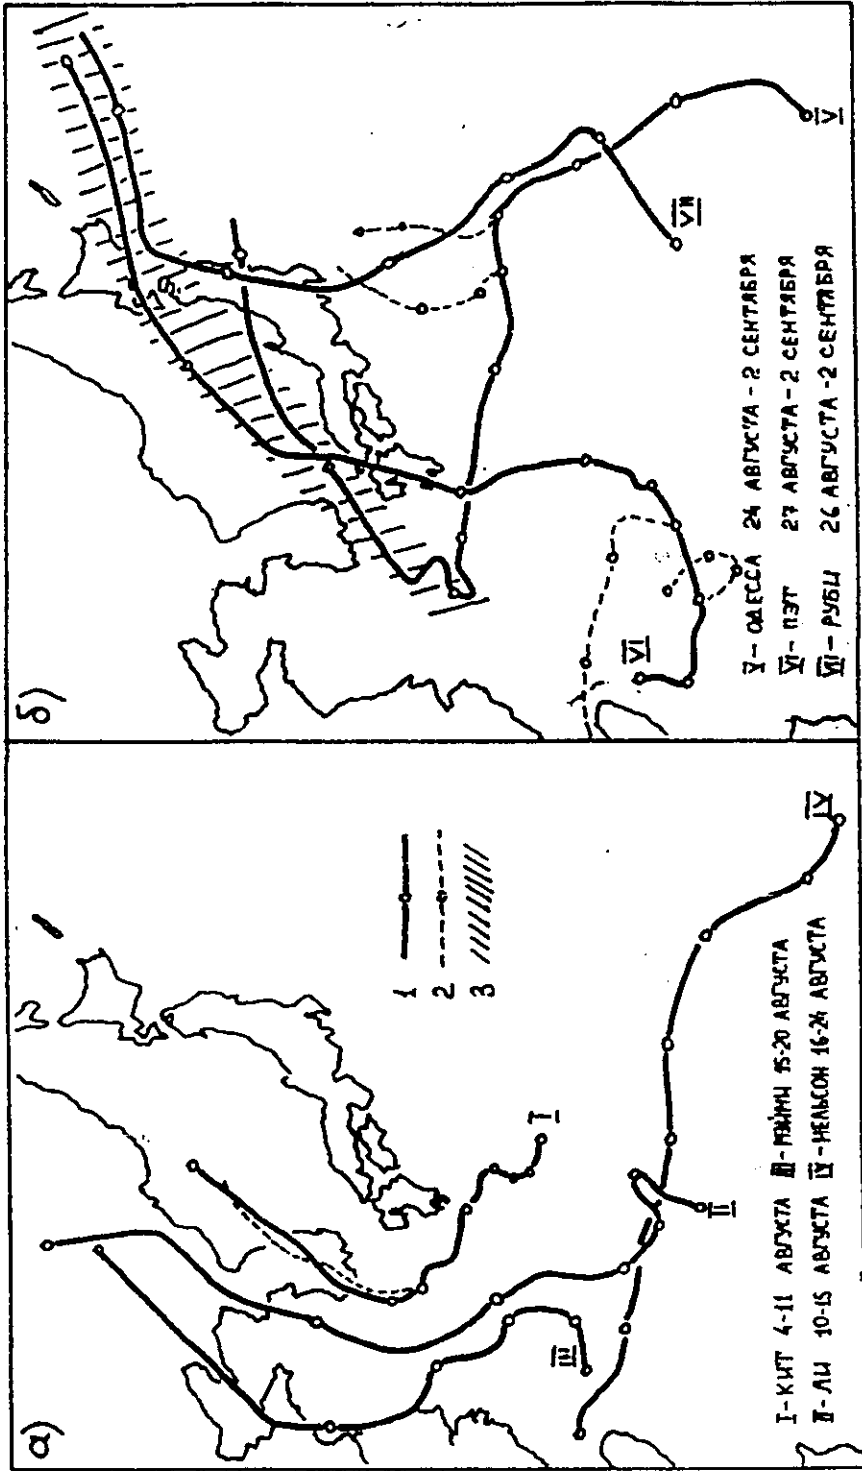 а)
I
II
III
IV
1
2
3
I-КИТ 4-11 АВГУСТА III-МЭЙМИ 15-20 АВГУСТА
II-ЛИ 10-15 АВГУСТА IV-НЕЛЬСОН 16-24 АВГУСТА
б)
V
VI
VII
V- ОДЕССА 24 АВГУСТА - 2 СЕНТЯБРЯ
VI- ПЭТ 27 АВГУСТА - 2 СЕНТЯБРЯ
VII- РУБИ 26 АВГУСТА - 2 СЕНТЯБРЯ